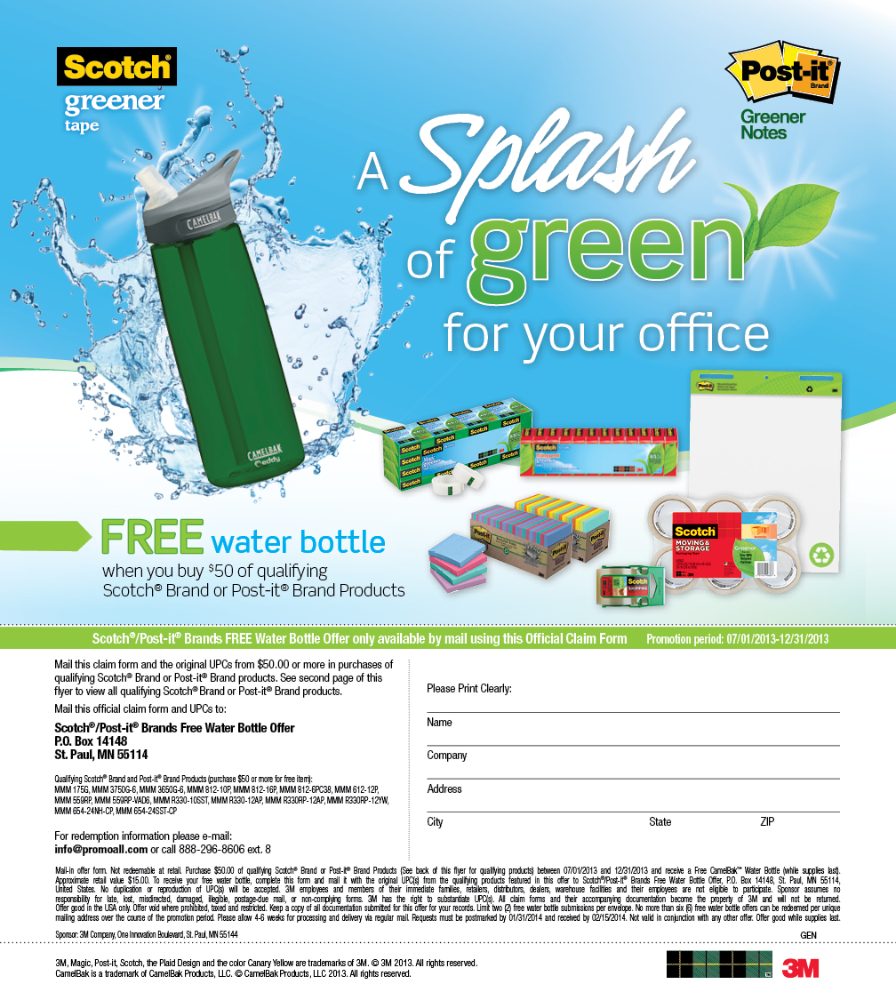 Scotch®
greener
tape
Post-it®
Brand
Greener
Notes
A Splash
of green
for your office
CAMELBAK
CAMELBAK
eddy
Scotch
MOVING &
STORAGE
Greener
Scotch
SHIPPING
Post-it
FREE water bottle
when you buy $50 of qualifying
Scotch® Brand or Post-it® Brand Products
Scotch®/Post-it® Brands FREE Water Bottle Offer only available by mail using this Official Claim Form Promotion period: 07/01/2013-12/31/2013
Mail this claim form and the original UPCs from $50.00 or more in purchases of
qualifying Scotch® Brand or Post-it® Brand products. See second page of this
flyer to view all qualifying Scotch® Brand or Post-it® Brand products.
Mail this official claim form and UPCs to:
Scotch®/Post-it® Brands Free Water Bottle Offer
P.O. Box 14148
St. Paul, MN 55114
Qualifying Scotch® Brand and Post-it® Brand Products (purchase $50 or more for free item):
MMM 175G, MMM 3750G-6, MMM 3650G-6, MMM 812-10P, MMM 812-16P, MMM 812-6PC38, MMM 612-12P,
MMM 559RP, MMM 559RP-VAD6, MMM R330-10SST, MMM R330-12AP, MMM R330RP-12AP, MMM R330RP-12YW,
MMM 654-24NH-CP, MMM 654-24SST-CP
For redemption information please e-mail:
info@promoall.com or call 888-296-8606 ext. 8
Please Print Clearly:
Name
Company
Address
City State ZIP
Mail-in offer form. Not redeemable at retail. Purchase $50.00 of qualifying Scotch® Brand or Post-it® Brand Products (See back of this flyer for qualifying products) between 07/01/2013 and 12/31/2013 and receive a Free CamelBak™ Water Bottle (while supplies last).
Approximate retail value $15.00. To receive your free water bottle, complete this form and mail it with the original UPC(s) from the qualifying products featured in this offer to Scotch®/Post-it® Brands Free Water Bottle Offer, P.O. Box 14148, St. Paul, MN 55114,
United States. No duplication or reproduction of UPC(s) will be accepted. 3M employees and members of their immediate families, retailers, distributors, dealers, warehouse facilities and their employees are not eligible to participate. Sponsor assumes no
responsibility for late, lost, misdirected, damaged, illegible, postage-due mail, or non-complying forms. 3M has the right to substantiate UPC(s). All claim forms and their accompanying documentation become the property of 3M and will not be returned.
Offer good in the USA only. Offer void where prohibited, taxed and restricted. Keep a copy of all documentation submitted for this offer for your records. Limit two (2) free water bottle submissions per envelope. No more than six (6) free water bottle offers can be redeemed per unique
mailing address over the course of the promotion period. Please allow 4-6 weeks for processing and delivery via regular mail. Requests must be postmarked by 01/31/2014 and received by 02/15/2014. Not valid in conjunction with any other offer. Offer good while supplies last.
Sponsor: 3M Company, One Innovation Boulevard, St. Paul, MN 55144
GEN
3M, Magic, Post-it, Scotch, the Plaid Design and the color Canary Yellow are trademarks of 3M. © 3M 2013. All rights reserved.
CamelBak is a trademark of CamelBak Products, LLC. © CamelBak Products, LLC 2013. All rights reserved.
3M